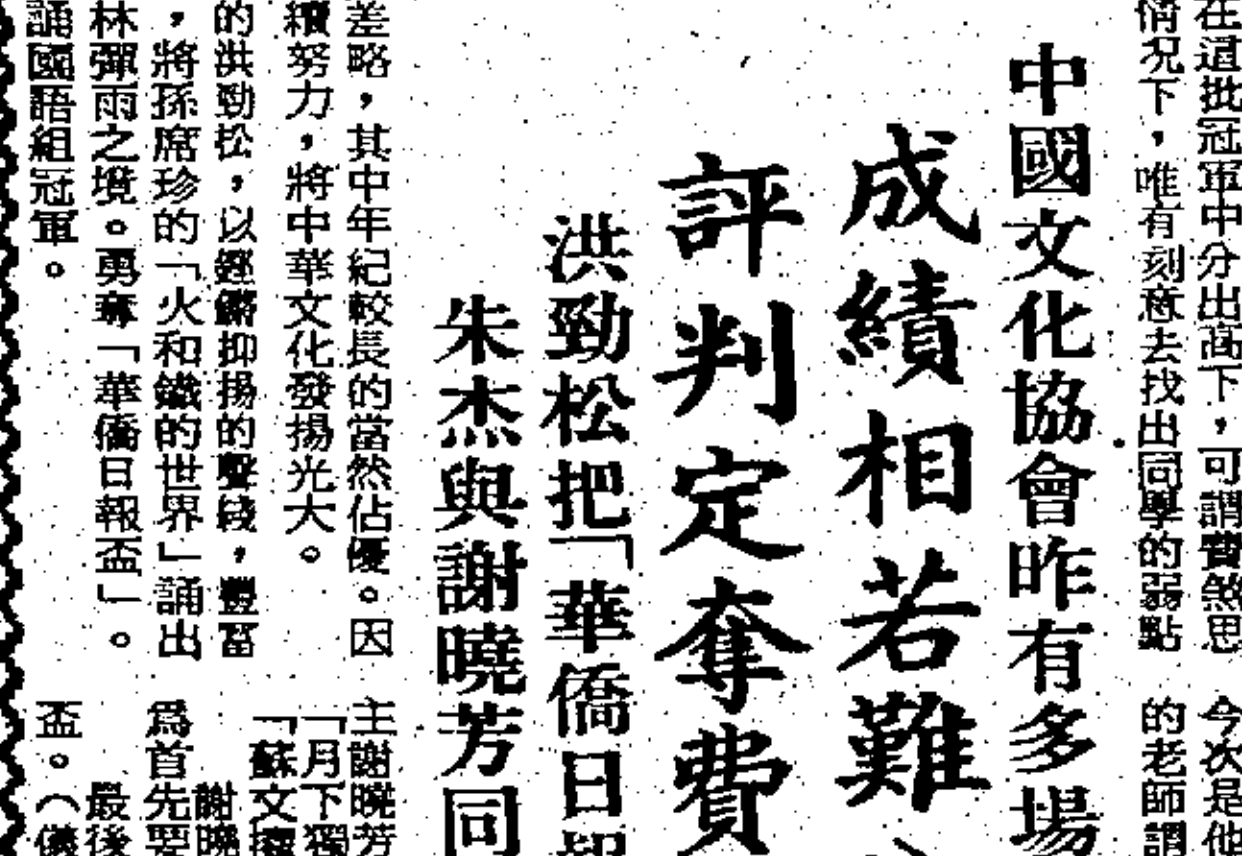 在這批冠軍中分出高下，可謂費煞思
情况下，唯有刻意去找出同學的弱點
今次是他
的老師謂
中國文化協會昨有多場
成績相若難
評判定奪費
洪勁松把「華僑日報
朱杰與謝曉芳同
差略，其中年紀較長的當然佔優。因
續努力，將中華文化發揚光大。
的洪勁松，以鏗鏘抑揚的聲綫，豐富
，將孫席珍的「火和鐵的世界」誦出
林彈雨之境。勇奪「華僑日報盃」。
誦國語組冠軍。
主謝曉芳
「月下獨
「蘇文擅
謝曉
爲首先要
最後
盃。（儀